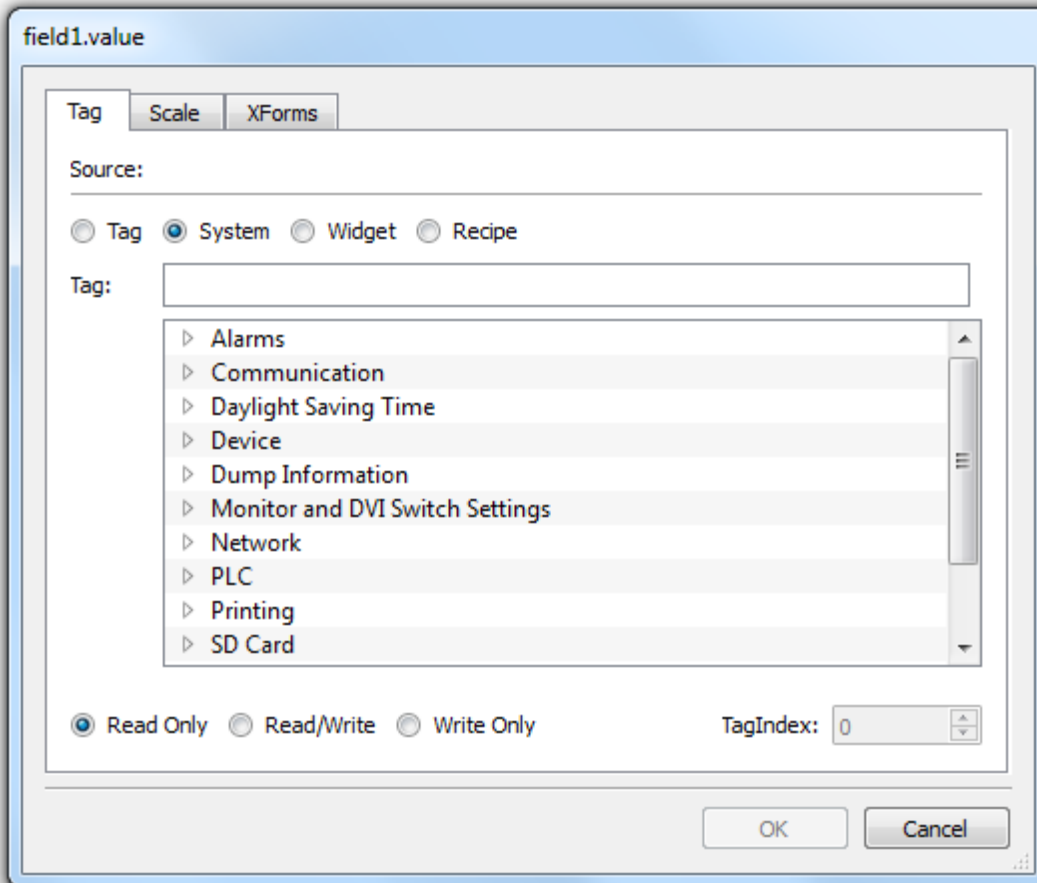 field1.value
Tag Scale XForms
Source:
Tag System Widget Recipe
Tag:
Alarms
Communication
Daylight Saving Time
Device
Dump Information
Monitor and DVI Switch Settings
Network
PLC
Printing
SD Card
Read Only Read/Write Write Only TagIndex: 0
OK Cancel